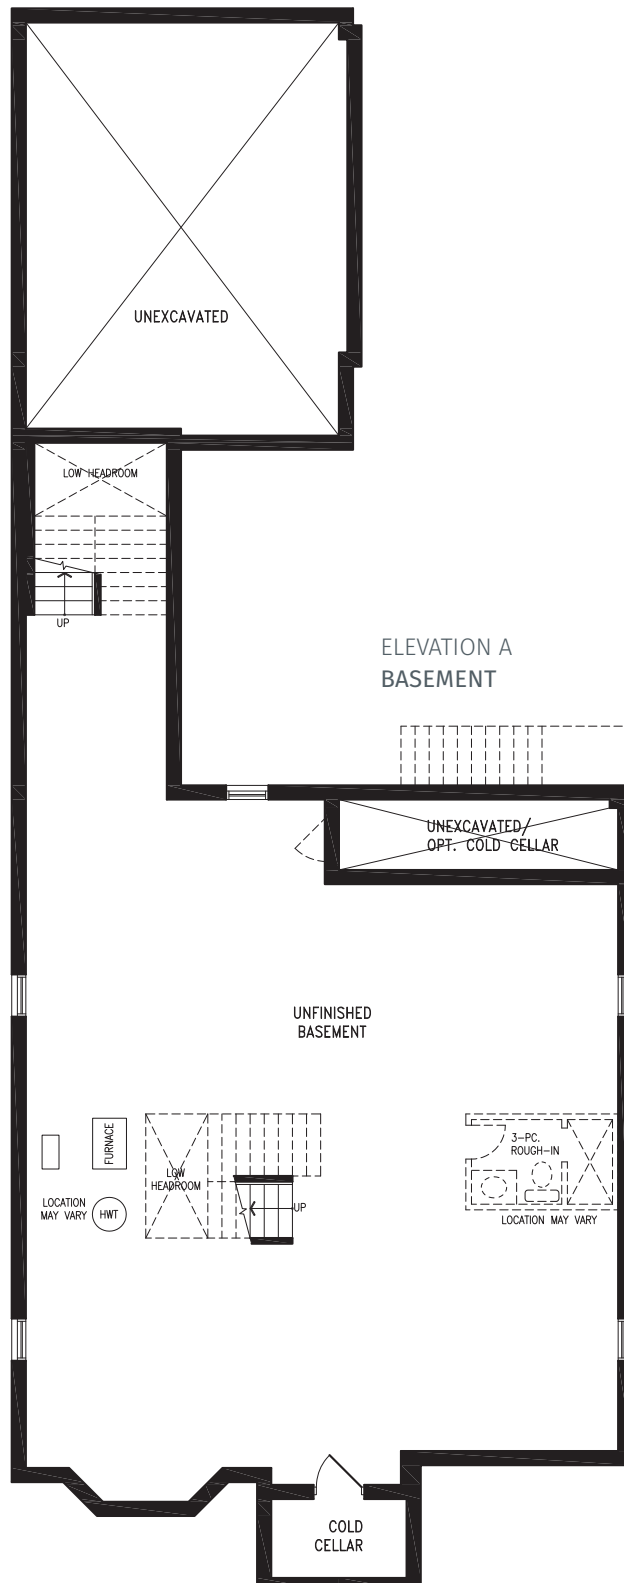 UNEXCAVATED
LOW HEADROOM
UP
ELEVATION A
BASEMENT
UNEXCAVATED/
OPT. COLD CELLAR
UNFINISHED
BASEMENT
FURNACE
LOW
HEADROOM
3-PC.
ROUGH-IN
LOCATION
MAY VARY
HWT
UP
LOCATION MAY VARY
COLD
CELLAR